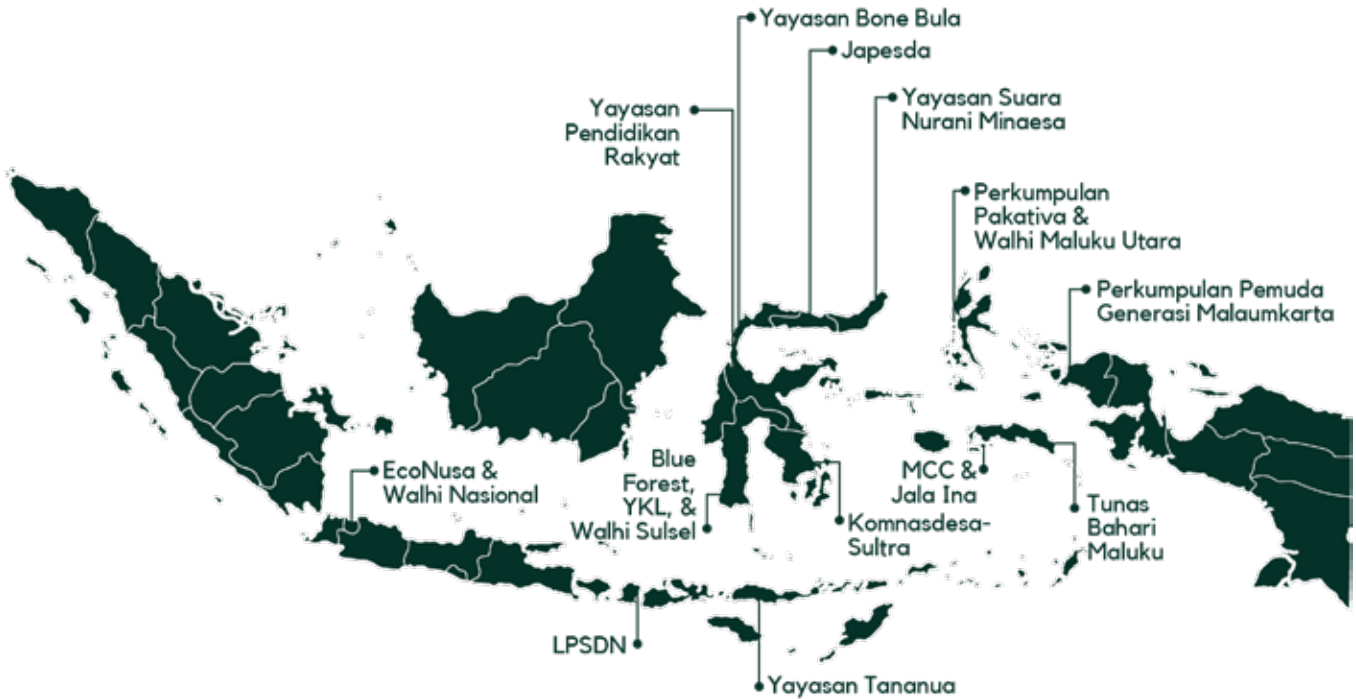 Yayasan Bone Bula
Japesda
Yayasan
Pendidikan
Rakyat
Yayasan Suara
Nurani Minaesa
Perkumpulan
Pakativa &
Walhi Maluku Utara
Perkumpulan Pemuda
Generasi Malaumkarta
EcoNusa &
Walhi Nasional
Blue
Forest,
YKL, &
Walhi Sulsel
Komnasdesa-
Sultra
MCC &
Jala Ina
Tunas
Bahari
Maluku
LPSDN
Yayasan Tananua